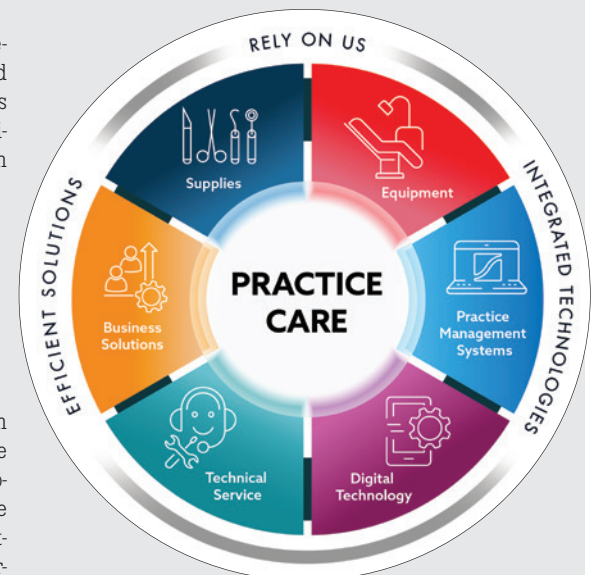 RELY ON US
Supplies
Equipment
EFFICIENT SOLUTIONS
INTEGRATED TECHNOLOGIES
PRACTICE
CARE
Business
Solutions
Practice
Management
Systems
Technical
Service
Digital
Technology